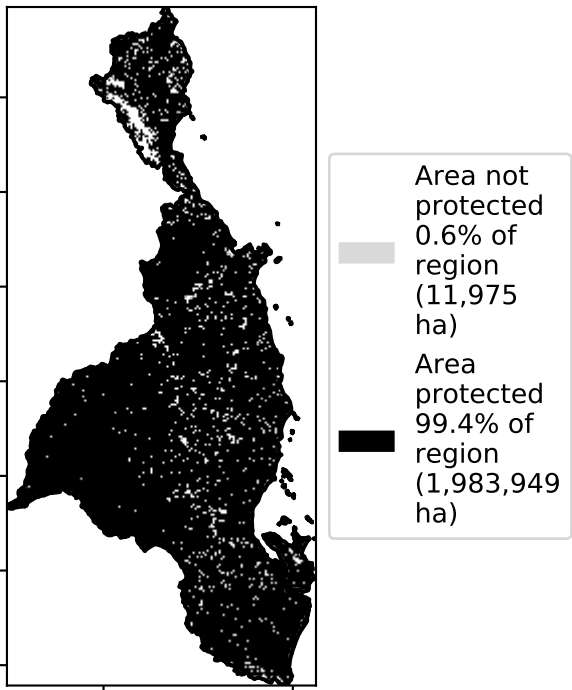 Area not
protected
0.6% of
region
(11,975
ha)
Area
protected
99.4% of
region
(1,983,949
ha)